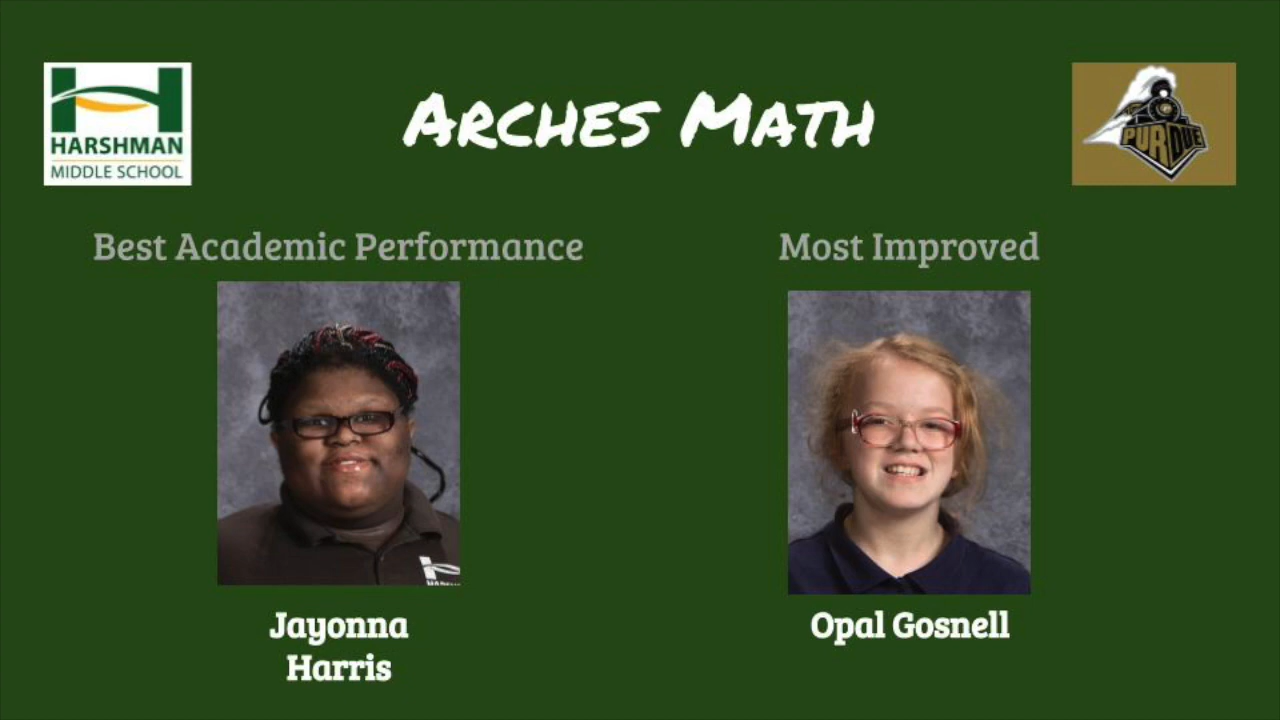 Arches Math
HARSHMAN
MIDDLE SCHOOL
PURDUE
Best Academic Performance
Most Improved
Jayonna
Harris
Opal Gosnell